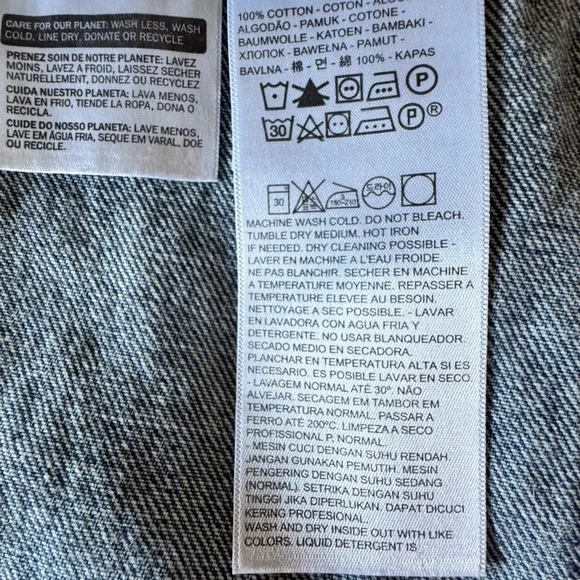 CARE FOR OUR PLANET: WASH LESS, WASH
COLD, LINE DRY, DONATE OR RECYCLE
PRENEZ SOIN DE NOTRE PLANETE: LAVEZ
MOINS, LAVEZ A FROID, LAISSEZ SECHER
NATURELLEMENT, DONNEZ OU RECYCLEZ
CUIDA NUESTRO PLANETA: LAVA MENOS,
LAVA EN FRIO, TIENDE LA ROPA, DONA O
RECICLA.
CUIDE DO NOSSO PLANETA: LAVE MENOS,
LAVE EM ÁGUA FRIA, SEQUE EM VARAL, DOE
OU RECICLE.
100% COTTON - COTON -
ALGODÃO - PAMUK - COTONE -
BAUMWOLLE - KATOEN - BAMBAKI -
ХЛОПОК - BAWEŁNA - PAMUT -
BAVLNA - 棉 - 면 - 綿 100% - KAPAS
P
30 P ®
30 180~210 드라이
MACHINE WASH COLD. DO NOT BLEACH.
TUMBLE DRY MEDIUM. HOT IRON
IF NEEDED. DRY CLEANING POSSIBLE -
LAVER EN MACHINE A L'EAU FROIDE.
NE PAS BLANCHIR. SECHER EN MACHINE
A TEMPERATURE MOYENNE. REPASSER A
TEMPERATURE ELEVEE AU BESOIN.
NETTOYAGE A SEC POSSIBLE - LAVAR
EN LAVADORA CON AGUA FRIA Y
DETERGENTE. NO USAR BLANQUEADOR.
SECADO MEDIO EN SECADORA.
PLANCHAR EN TEMPERATURA ALTA SI ES
NECESARIO. ES POSIBLE LAVAR EN SECO.
- LAVAGEM NORMAL ATÉ 30º. NÃO
ALVEJAR. SECAGEM EM TAMBOR EM
TEMPERATURA NORMAL. PASSAR A
FERRO ATÉ 200ºC. LIMPEZA A SECO
PROFISSIONAL P, NORMAL.
- MESIN CUCI DENGAN SUHU RENDAH.
JANGAN GUNAKAN PEMUTIH. MESIN
PENGERING DENGAN SUHU SEDANG
(NORMAL). SETRIKA DENGAN SUHU
TINGGI JIKA DIPERLUKAN. DAPAT DICUCI
KERING PROFESIONAL.
WASH AND DRY INSIDE OUT WITH LIKE
COLORS. LIQUID DETERGENT IS